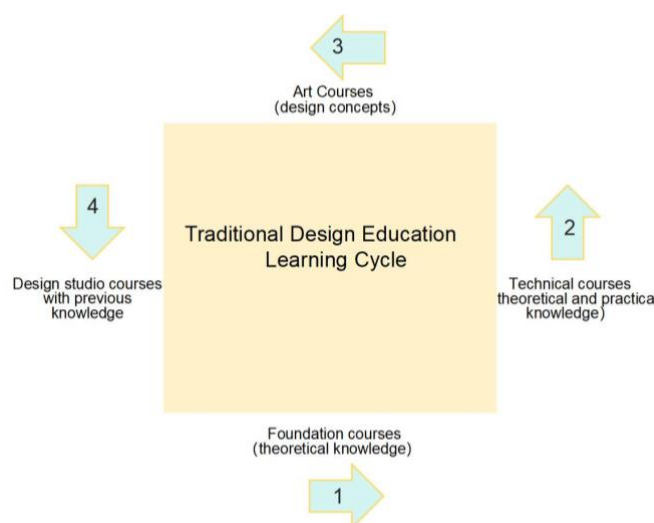 3
Art Courses
(design concepts)
4
Traditional Design Education
Learning Cycle
2
Design studio courses
with previous
knowledge
Technical courses
theoretical and practica
knowledge)
Foundation courses
(theoretical knowledge)
1